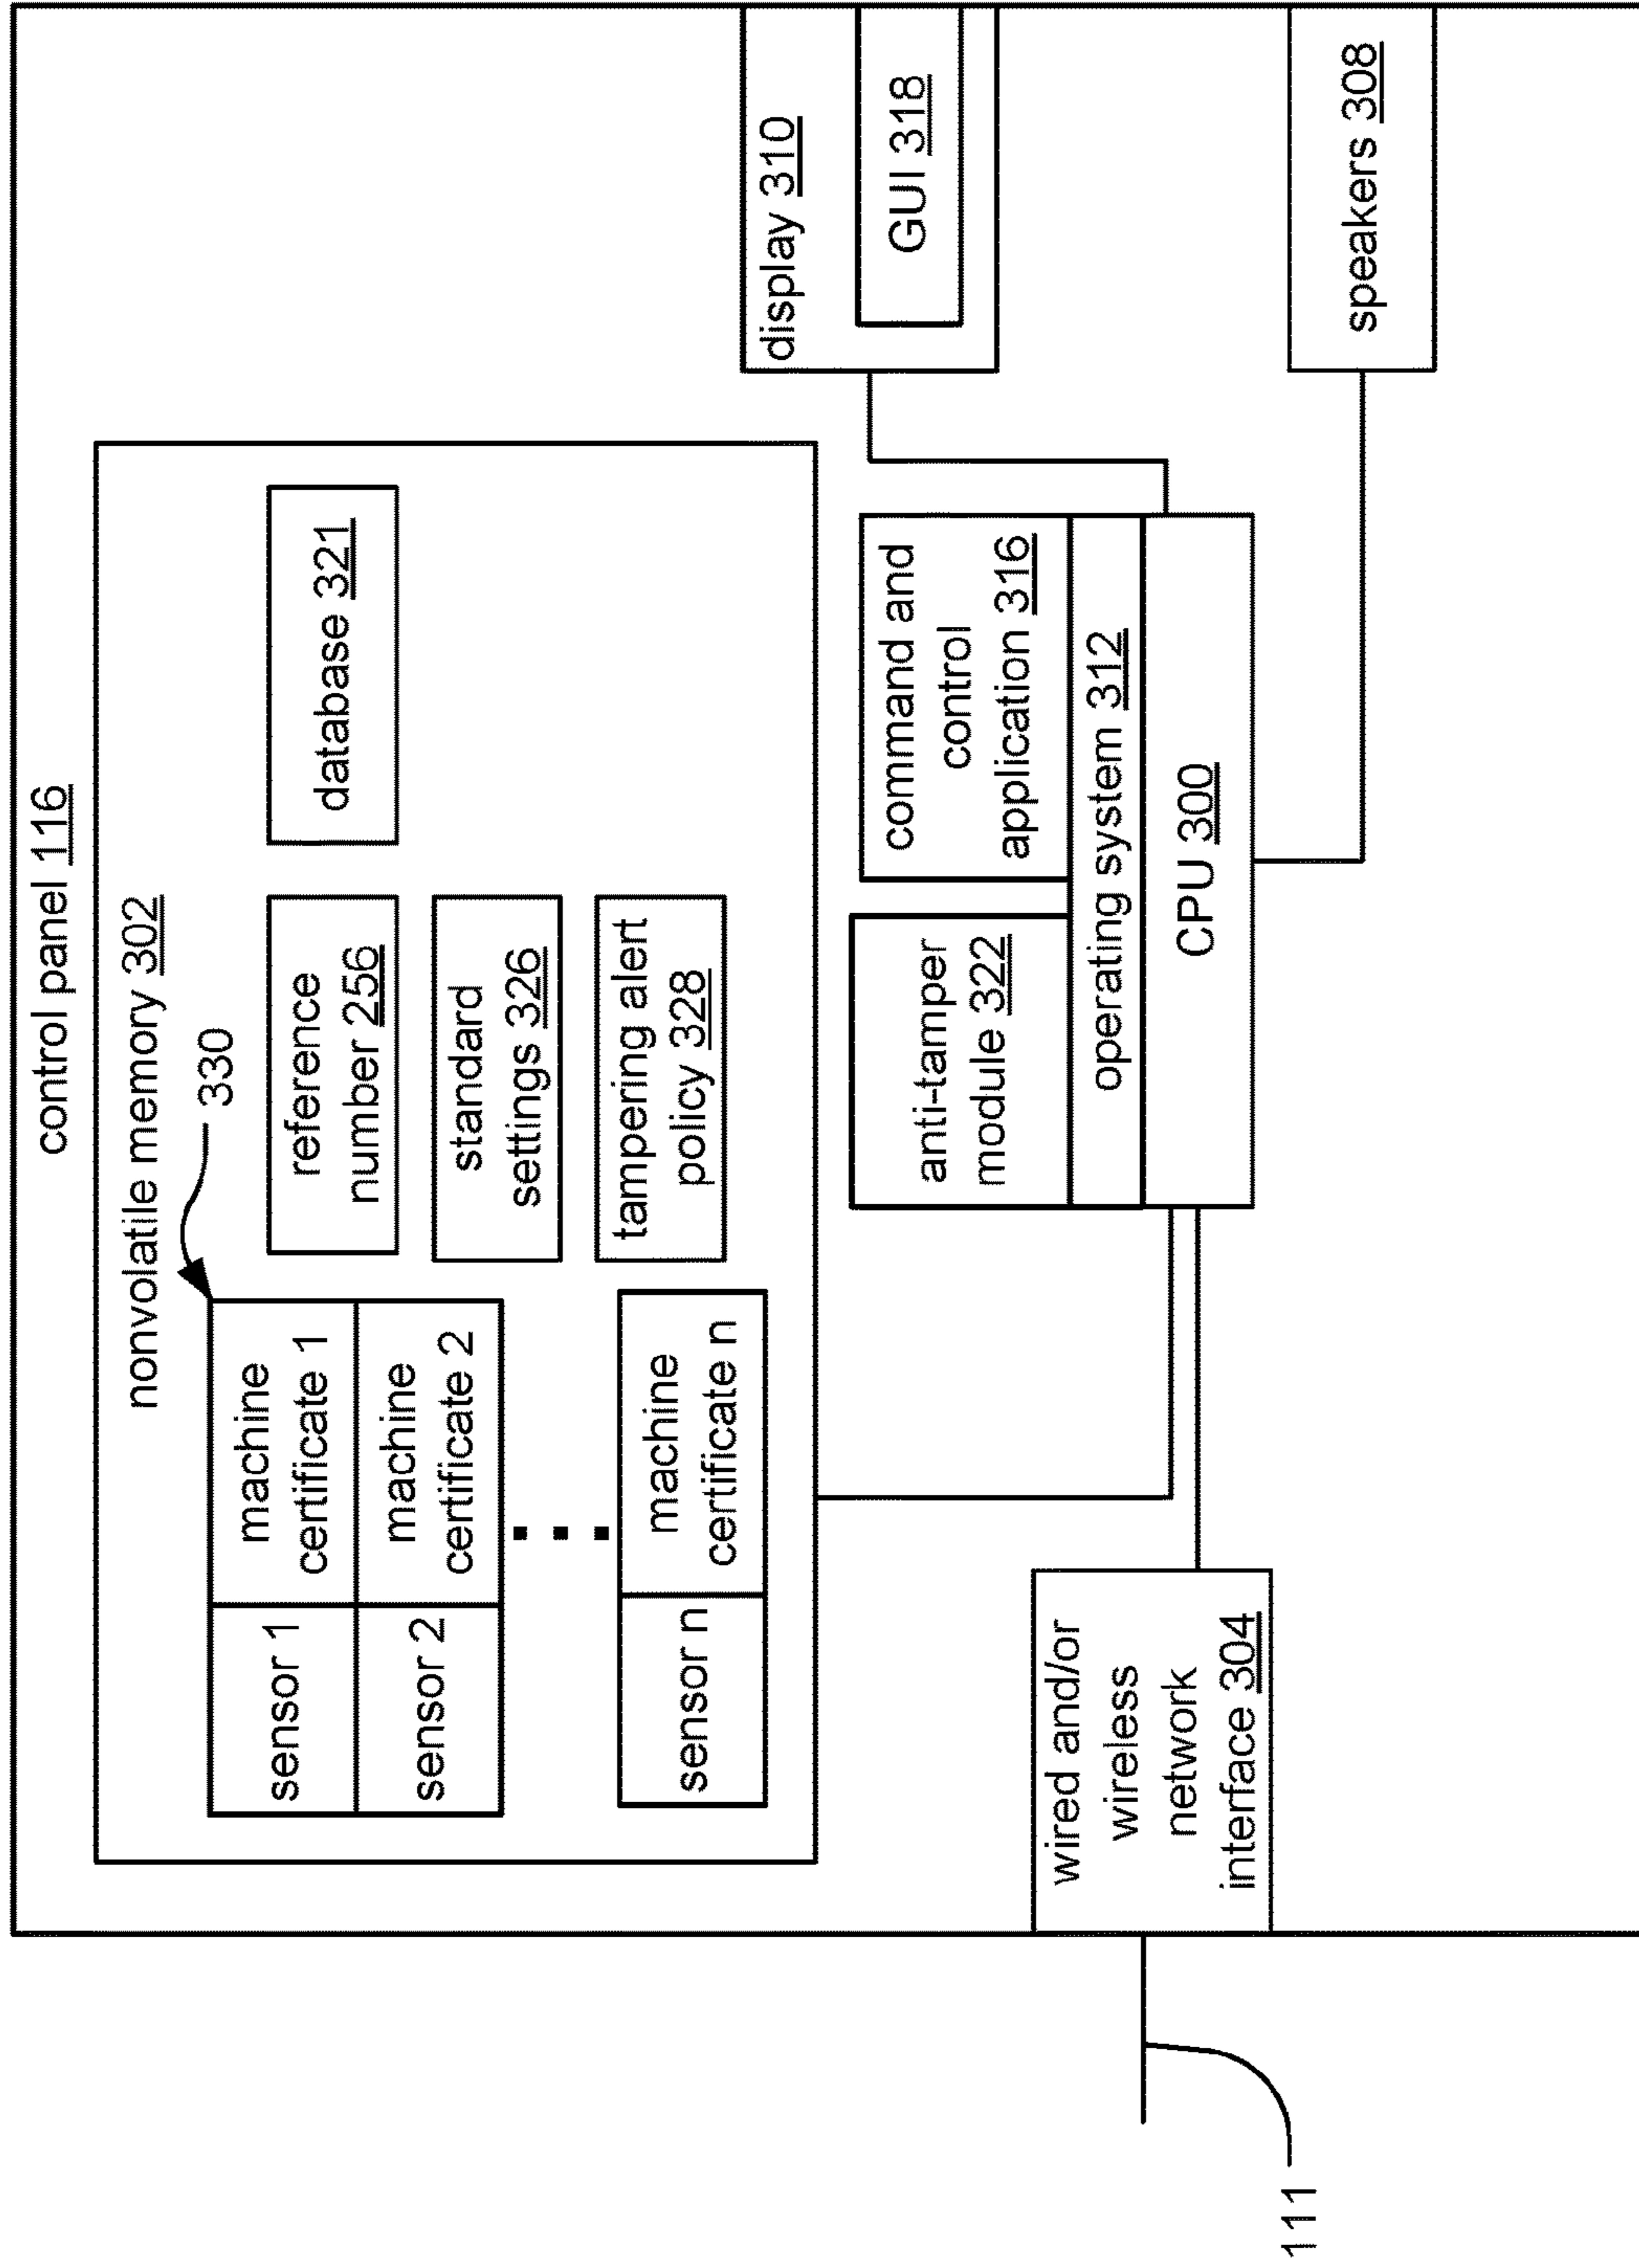 control panel 116
nonvolatile memory 302
330
sensor 1
machine
certificate 1
sensor 2
machine
certificate 2
sensor n
machine
certificate n
reference
number 256
standard
settings 326
tampering alert
policy 328
database 321
anti-tamper
module 322
command and
control
application 316
operating system 312
CPU 300
display 310
GUI 318
speakers 308
wired and/or
wireless
network
interface 304
111